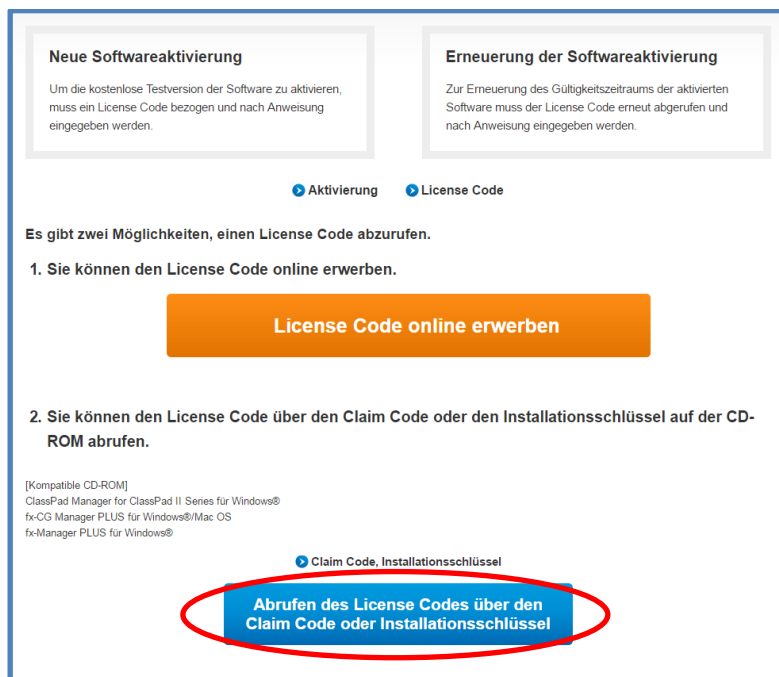 Neue Softwareaktivierung
Um die kostenlose Testversion der Software zu aktivieren,
muss ein License Code bezogen und nach Anweisung
eingegeben werden.
Erneuerung der Softwareaktivierung
Zur Erneuerung des Gültigkeitszeitraums der aktivierten
Software muss der License Code erneut abgerufen und
nach Anweisung eingegeben werden.
Aktivierung License Code
Es gibt zwei Möglichkeiten, einen License Code abzurufen.
1. Sie können den License Code online erwerben.
License Code online erwerben
2. Sie können den License Code über den Claim Code oder den Installationsschlüssel auf der CD-
ROM abrufen.
[Kompatible CD-ROM]
ClassPad Manager for ClassPad II Series für Windows®
fx-CG Manager PLUS für Windows®/Mac OS
fx-Manager PLUS für Windows®
Claim Code, Installationsschlüssel
Abrufen des License Codes über den
Claim Code oder Installationsschlüssel